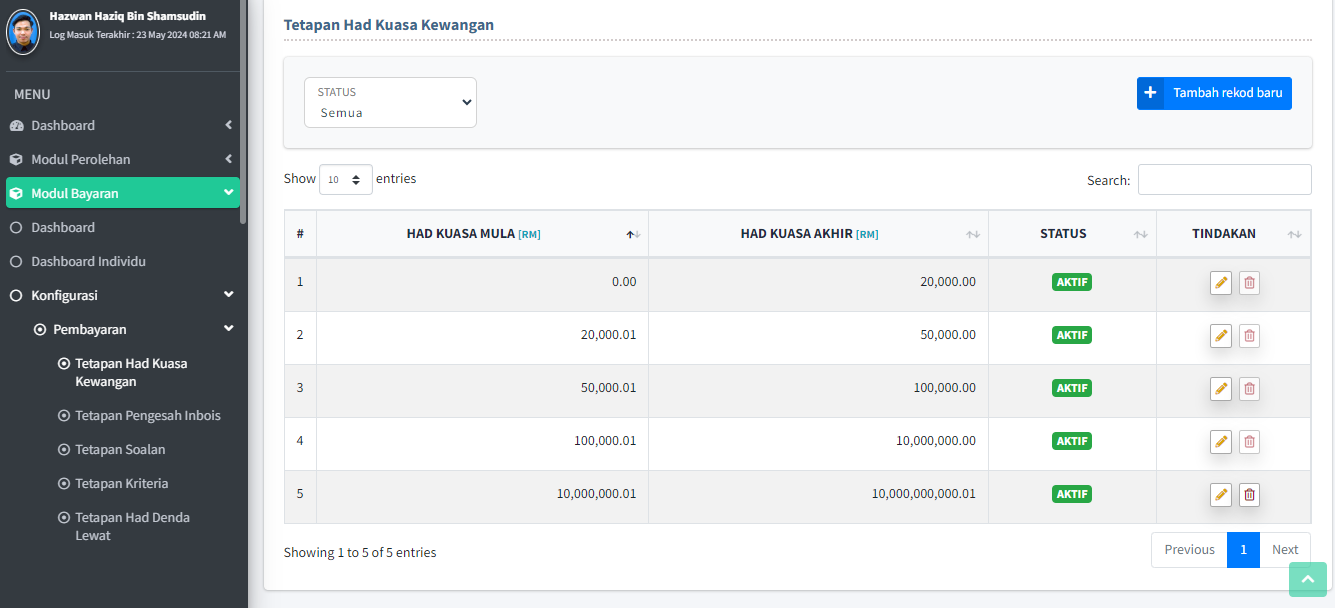 Hazwan Haziq Bin Shamsudin
Log Masuk Terakhir : 23 May 2024 08:21 AM
MENU
Dashboard
Modul Perolehan
Modul Bayaran
Dashboard
Dashboard Individu
Konfigurasi
Pembayaran
Tetapan Had Kuasa
Kewangan
Tetapan Pengesah Inbois
Tetapan Soalan
Tetapan Kriteria
Tetapan Had Denda
Lewat
Tetapan Had Kuasa Kewangan
STATUS
Semua
Tambah rekod baru
Show 10 entries
Search:
# HAD KUASA MULA [RM] HAD KUASA AKHIR [RM] STATUS TINDAKAN
1 0.00 20,000.00 AKTIF
2 20,000.01 50,000.00 AKTIF
3 50,000.01 100,000.00 AKTIF
4 100,000.01 10,000,000.00 AKTIF
5 10,000,000.01 10,000,000,000.01 AKTIF
Showing 1 to 5 of 5 entries
Previous 1 Next